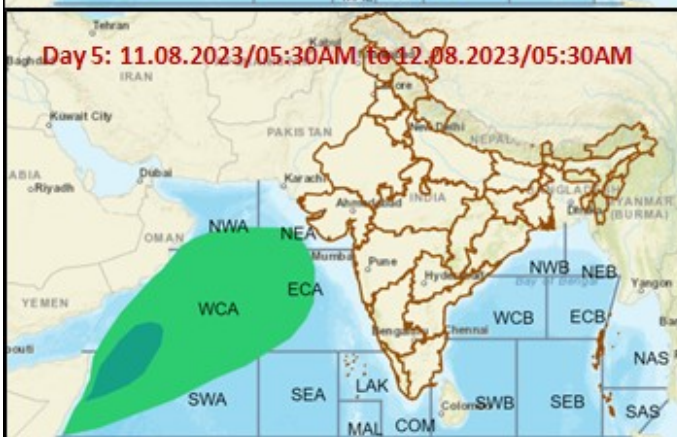 Tehran
Day 5: 11.08.2023/05:30AM to 12.08.2023/05:30AM
IRAN
Kuwait City
PAKISTAN
New Delhi
NEPAL
Riyadh
Dubai
Karachi
Ahmedabad
INDIA
MYANMAR
(BURMA)
OMAN
NWA
NEA
Mumbai
Pune
Hyderabad
NWB
NEB
Bay of Bengal
Yangon
YEMEN
WCA
ECA
WCB
ECB
Bengaluru
Chennai
NAS
SWA
SEA
LAK
Colombo
SWB
SEB
SAS
MAL
COM